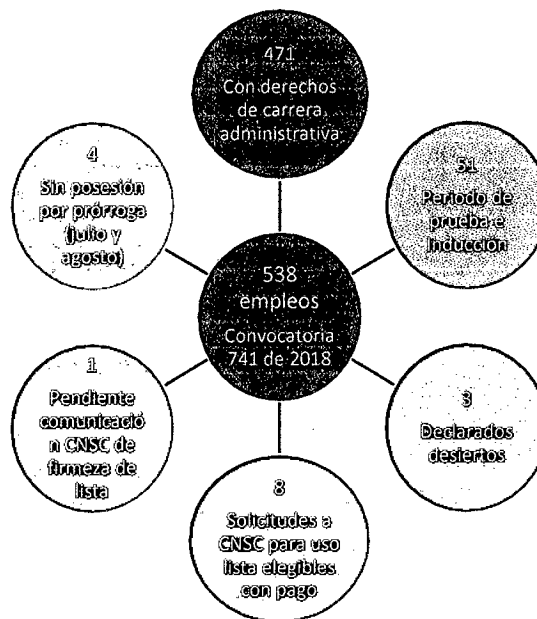 471
Con derechos
de carrera
administrativa
51
Periodo de
prueba e
inducción
3
Declarados
desiertos
8
Solicitudes a
CNSC para uso
lista elegibles
con pago
1
Pendiente
comunicació
n CNSC de
firmeza de
lista
4
Sin posesión
por prórroga
(julio y
agosto)
538
empleos
Convocatoria
741 de 2018